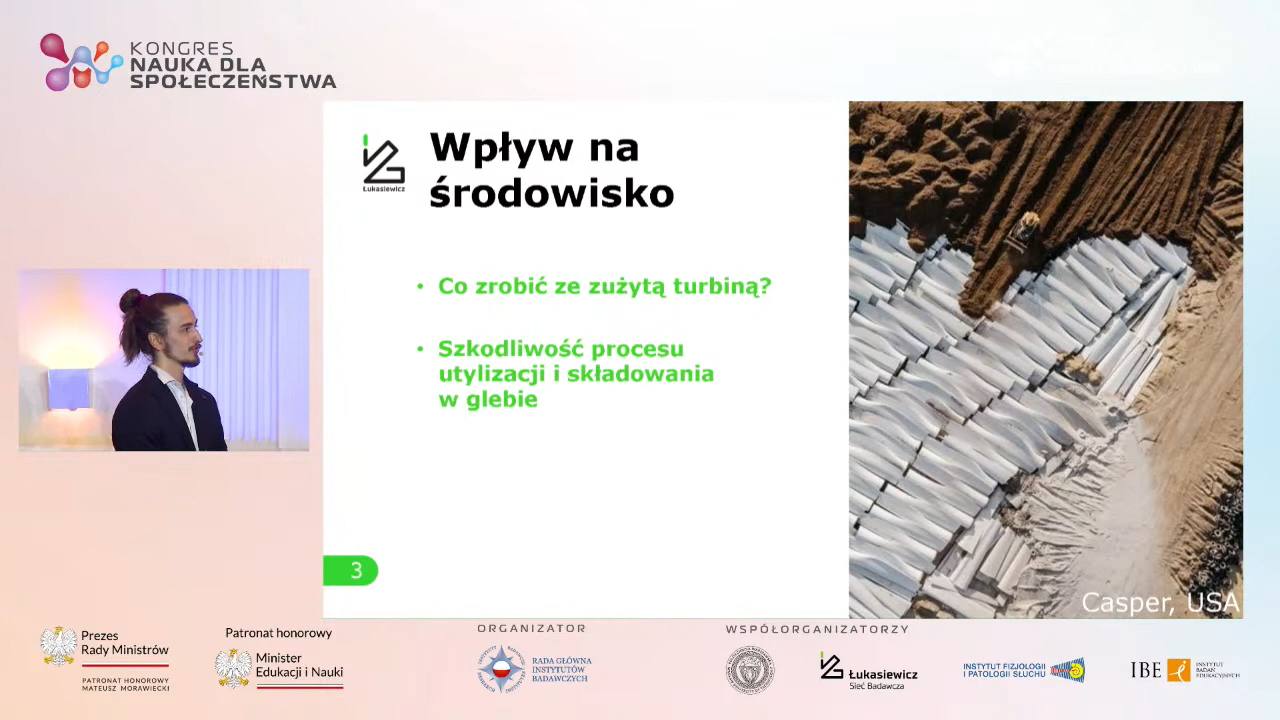 KONGRES
NAUKA DLA
SPOŁECZEŃSTWA
Łukasiewicz
Wpływ na
środowisko
• Co zrobić ze zużytą turbiną?
• Szkodliwość procesu
utylizacji i składowania
w glebie
3
Casper, USA
Prezes
Rady Ministrów
PATRONAT HONOROWY
MATEUSZ MORAWIECKI
Patronat honorowy
Minister
Edukacji i Nauki
ORGANIZATOR
RADA GŁÓWNA
INSTYTUTÓW
BADAWCZYCH
WSPÓŁORGANIZATORZY
Łukasiewicz
Sieć Badawcza
INSTYTUT FIZJOLOGII
I PATOLOGII SŁUCHU
IBE
INSTYTUT
BADAŃ
EDUKACYJNYCH